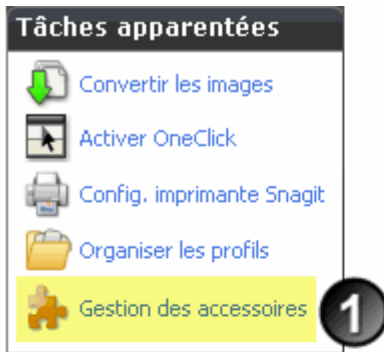 Tâches apparentées
Convertir les images
Activer OneClick
Config. imprimante Snagit
Organiser les profils
Gestion des accessoires
1